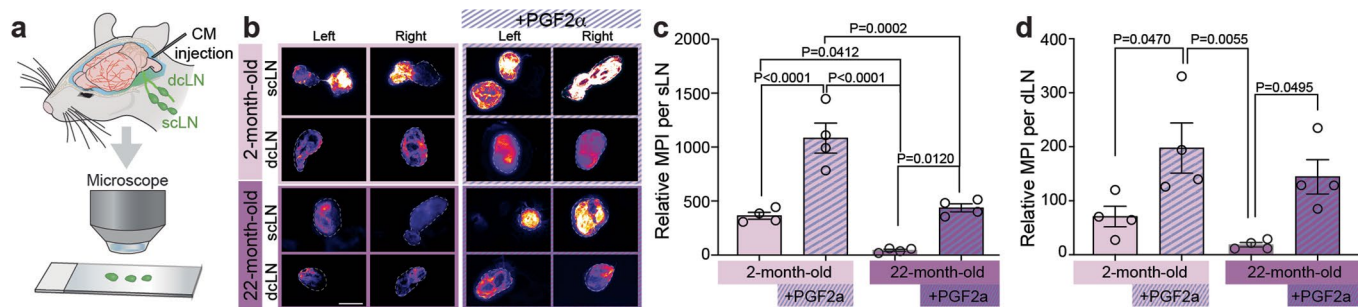 a
CM
injection
dcLN
scLN
Microscope
b
+PGF2α
Left
Right
Left
Right
2-month-old
scLN
dcLN
22-month-old
scLN
dcLN
c
Relative MPI per sLN
2000
1500
1000
500
0
P=0.0002
P=0.0412
P<0.0001
P<0.0001
P=0.0120
2-month-old
22-month-old
+PGF2a
+PGF2a
d
Relative MPI per dLN
400
300
200
100
0
P=0.0470
P=0.0055
P=0.0495
2-month-old
22-month-old
+PGF2a
+PGF2a